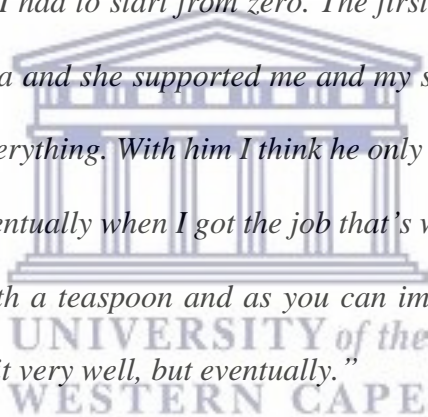 I had to start from zero. The first
a and she supported me and my s
erything. With him I think he only
entually when I got the job that's w
th a teaspoon and as you can im
UNIVERSITY of the
it very well, but eventually."
WESTERN CAPE